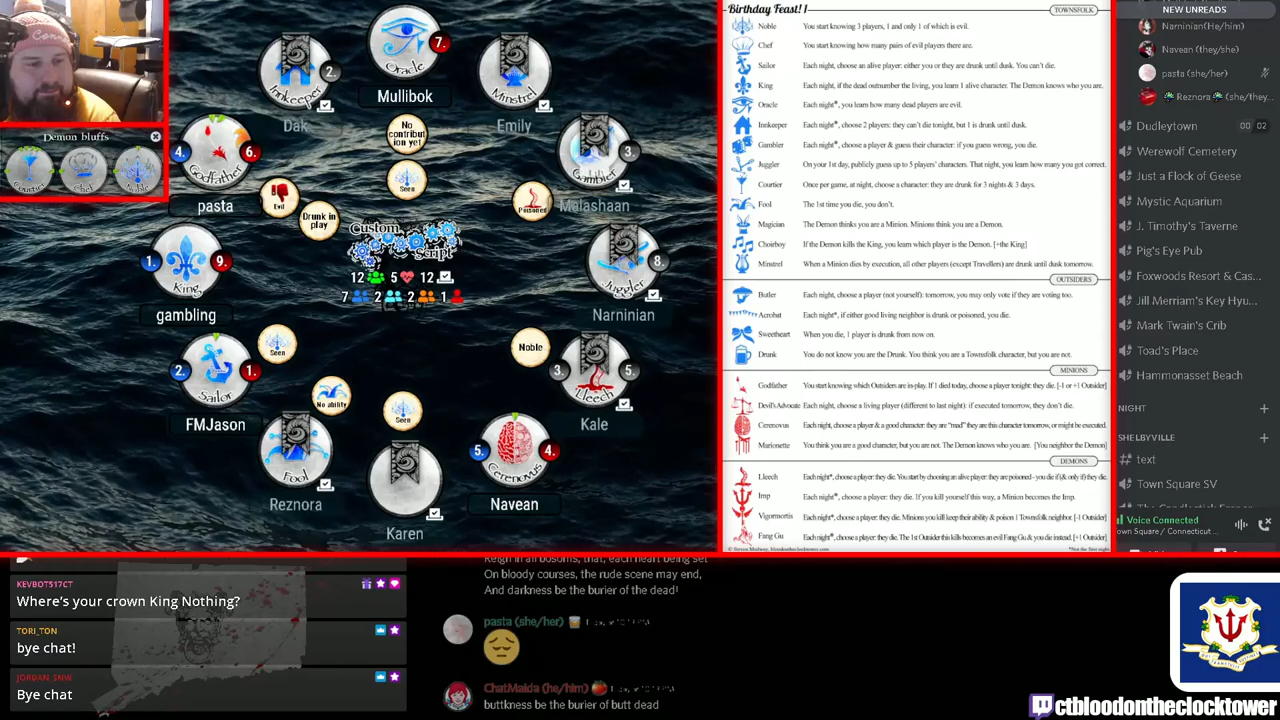 Demon bluffs
Innkeeper
2.
Dak
Oracle
7.
Mullibok
Minstrel
Emily
4.
Godfather
6.
pasta
No
contribut
ion yet
Seen
Evil
Drunk in
play
Gambler
3.
Malashaan
Poisoned
1.
King
9.
gambling
Custom
Script
12 5 12
7 2 2 1
Juggler
8.
Narninian
Seen
2.
Sailor
1.
FMJason
Noble
3.
Lleech
5.
Kale
No
ability
Seen
Fool
Reznora
Karen
5.
Cerenovus
4.
Navean
Birthday Feast! 1
TOWNSFOLK
Noble You start knowing 3 players, 1 and only 1 of which is evil.
Chef You start knowing how many pairs of evil players there are.
Sailor Each night, choose an alive player: either you or they are drunk until dusk. You can't die.
King Each night, if the dead outnumber the living, you learn 1 alive character. The Demon knows who you are.
Oracle Each night*, you learn how many dead players are evil.
Innkeeper Each night*, choose 2 players: they can't die tonight, but 1 is drunk until dusk.
Gambler Each night*, choose a player & guess their character: if you guess wrong, you die.
Juggler On your 1st day, publicly guess up to 5 players' characters. That night, you learn how many you got correct.
Courtier Once per game, at night, choose a character: they are drunk for 3 nights & 3 days.
Fool The 1st time you die, you don't.
Magician The Demon thinks you are a Minion. Minions think you are a Demon.
Choirboy If the Demon kills the King, you learn which player is the Demon. [+the King]
Minstrel When a Minion dies by execution, all other players (except Travellers) are drunk until dusk tomorrow.
OUTSIDERS
Butler Each night, choose a player (not yourself): tomorrow, you may only vote if they are voting too.
Acrobat Each night*, if either good living neighbor is drunk or poisoned, you die.
Sweetheart When you die, 1 player is drunk from now on.
Drunk You do not know you are the Drunk. You think you are a Townsfolk character, but you are not.
MINIONS
Godfather You start knowing which Outsiders are in-play. If 1 died today, choose a player tonight: they die. [-1 or +1 Outsider]
Devil's Advocate Each night, choose a living player (different to last night): if executed tomorrow, they don't die.
Cerenovus Each night, choose a player & a good character: they are "mad" they are this character tomorrow, or might be executed.
Marionette You think you are a good character, but you are not. The Demon knows who you are. [You neighbor the Demon]
DEMONS
Lleech Each night*, choose a player: they die. You start by choosing an alive player: they are poisoned - you die if (& only if) they die.
Imp Each night*, choose a player: they die. If you kill yourself this way, a Minion becomes the Imp.
Vigormortis Each night*, choose a player: they die. Minions you kill keep their ability & poison 1 Townsfolk neighbor. [-1 Outsider]
Fang Gu Each night*, choose a player: they die. The 1st Outsider this kills becomes an evil Fang Gu & you die instead. [+1 Outsider]
© Steven Medway, bloodontheclocktower.com
*Not the first night
NEW UNREADS
Narninian(He/him)
Navean (they/she)
pasta (she/her)
Reznora (she/they...
Dudleytown 00 02
Werewolf Cemetery
Just a Flock of Geese
Mystic Aquarium
J. Timothy's Taverne
Pig's Eye Pub
Foxwoods Resort & Cas...
Jill Merriam's Key Hyu...
Mark Twain's Crib
Toad's Place
Hammonasset Beach
NIGHT
SHELBYVILLE
text
Town Square SV
Voice Connected
own Square / Connecticut ...
KEVBOT517CT
Where's your crown King Nothing?
TORI_TON
bye chat!
JORDAN_SNW
Bye chat
Reign in all bosoms, that, each heart being set
On bloody courses, the rude scene may end,
And darkness be the burier of the dead!
pasta (she/her)
ChatMaida (he/him)
buttkness be the burier of butt dead
ctbloodontheclocktower